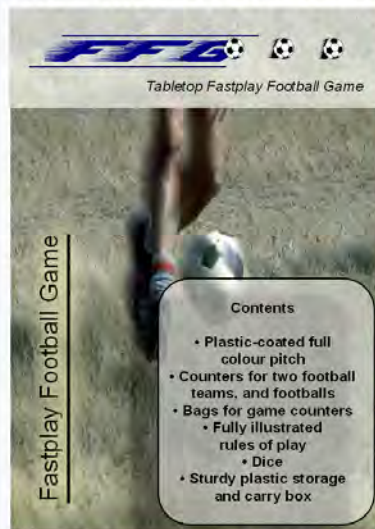 FFG
Tabletop Fastplay Football Game
Fastplay Football Game
Contents
• Plastic-coated full
colour pitch
• Counters for two football
teams, and footballs
• Bags for game counters
• Fully illustrated
rules of play
• Dice
• Sturdy plastic storage
and carry box